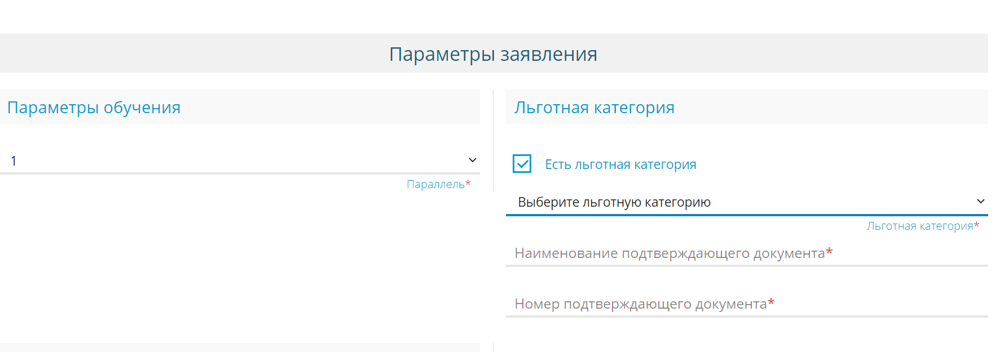 Параметры заявления
Параметры обучения
1
Параллель*
Льготная категория
Есть льготная категория
Выберите льготную категорию
Льготная категория*
Наименование подтверждающего документа*
Номер подтверждающего документа*